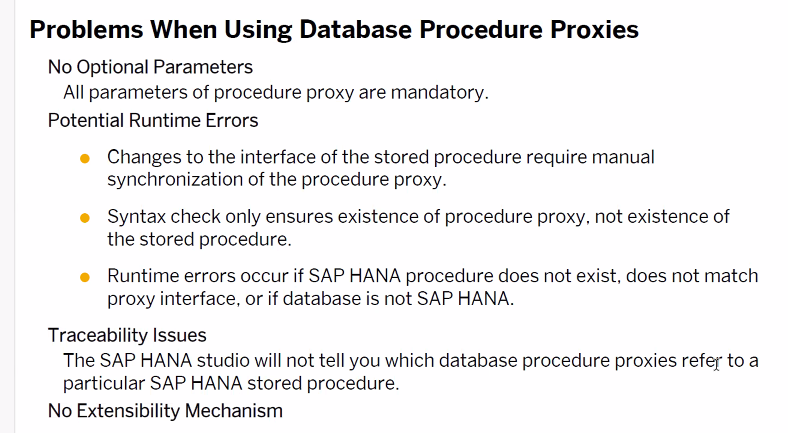 Problems When Using Database Procedure Proxies
No Optional Parameters
All parameters of procedure proxy are mandatory.
Potential Runtime Errors
Changes to the interface of the stored procedure require manual
synchronization of the procedure proxy.
Syntax check only ensures existence of procedure proxy, not existence of
the stored procedure.
Runtime errors occur if SAP HANA procedure does not exist, does not match
proxy interface, or if database is not SAP HANA.
Traceability Issues
The SAP HANA studio will not tell you which database procedure proxies refer to a
particular SAP HANA stored procedure.
No Extensibility Mechanism